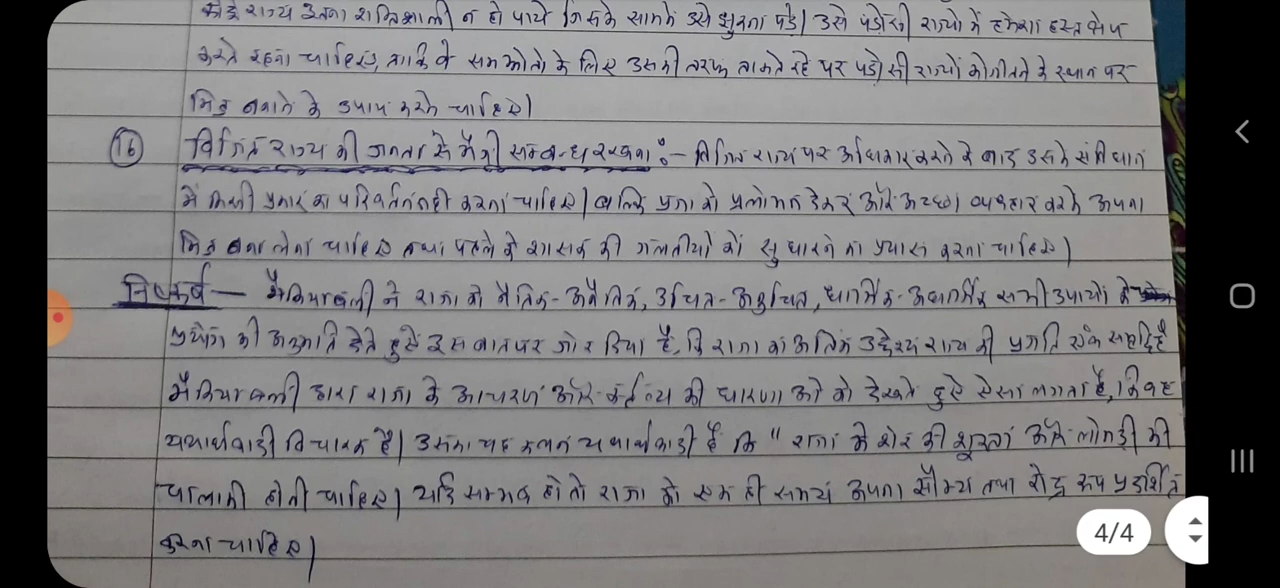 कोई राज्य इतना शक्तिशाली न हो पाये जिसके सामने उसे झुकना पड़े। उसे पड़ोसी राज्यों में हमेशा हस्तक्षेप
करते रहना चाहिए, ताकि वे समझौतो के लिए उसकी तरफ ताकते रहे पर पड़ोसी राज्यों को जीतने के स्थान पर
मित्र बनाने के उपाय करने चाहिए।
(16) विजित राज्य की जनता से मैत्री सम्बन्ध रखना :- विजित राज्य पर अधिकार करने के बाद उसके संविधान
में किसी प्रकार का परिवर्तन नही करना चाहिए। बल्कि प्रजा को प्रलोभन देकर और अच्छा व्यवहार करके अपना
मित्र बना लेना चाहिए तथा पहले के शासक की गलतीयों को सुधारने का प्रयास करना चाहिए।
निष्कर्ष — मैकियावली ने राजा को नैतिक-अनैतिक, उचित-अनुचित, धार्मिक-अधार्मिक सभी उपायों के
प्रयोग की अनुमति देते हुये इस बात पर जोर दिया है, कि राजा का अंतिम उद्देश्य राज्य की प्रगति एवं समृद्धि है
मैकियावली द्वारा राजा के आचरण और कर्तव्य की धारणाओ को देखते हुये ऐसा लगता है, कि वह
यथार्थवादी विचारक है। उसका यह कथन यथार्थवादी है कि "राजा मे शेर की शूरता और लोमड़ी की
चालाकी होनी चाहिए। यदि सम्भव हो तो राजा को एक ही समय अपना सौम्य तथा रौद्र रूप प्रदर्शित
करना चाहिए।
4/4